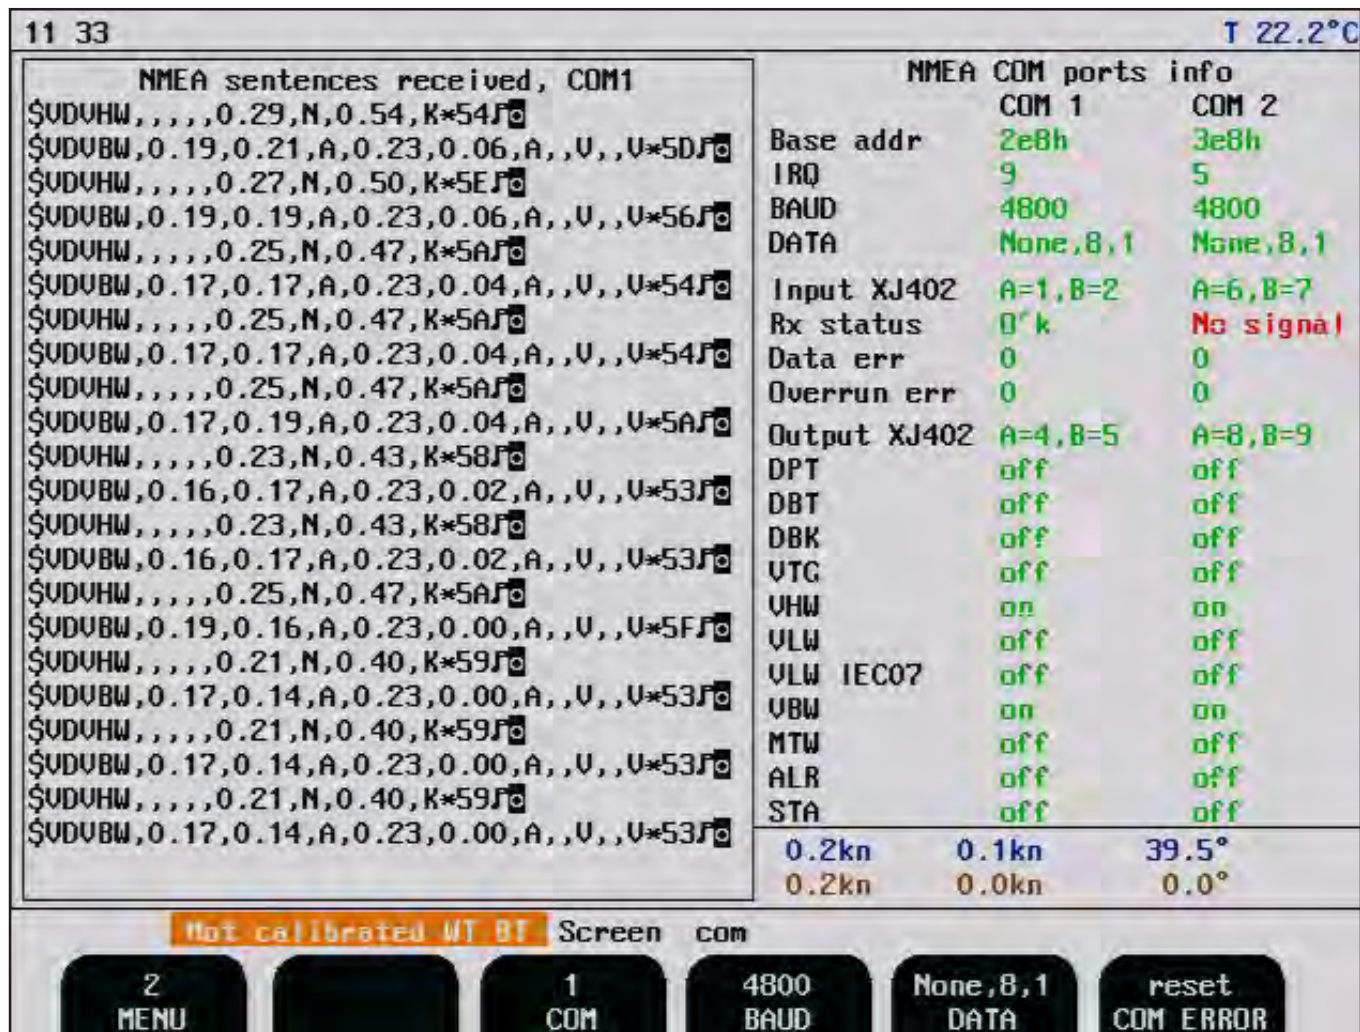 11 33
T 22.2°C
NMEA sentences received, COM1
$VDVHW,,,,,0.29,N,0.54,K*54
$VDVBW,0.19,0.21,A,0.23,0.06,A,,V,,V*5D
$VDVHW,,,,,0.27,N,0.50,K*5E
$VDVBW,0.19,0.19,A,0.23,0.06,A,,V,,V*56
$VDVHW,,,,,0.25,N,0.47,K*5A
$VDVBW,0.17,0.17,A,0.23,0.04,A,,V,,V*54
$VDVHW,,,,,0.25,N,0.47,K*5A
$VDVBW,0.17,0.17,A,0.23,0.04,A,,V,,V*54
$VDVHW,,,,,0.25,N,0.47,K*5A
$VDVBW,0.17,0.19,A,0.23,0.04,A,,V,,V*5A
$VDVHW,,,,,0.23,N,0.43,K*58
$VDVBW,0.16,0.17,A,0.23,0.02,A,,V,,V*53
$VDVHW,,,,,0.23,N,0.43,K*58
$VDVBW,0.16,0.17,A,0.23,0.02,A,,V,,V*53
$VDVHW,,,,,0.25,N,0.47,K*5A
$VDVBW,0.19,0.16,A,0.23,0.00,A,,V,,V*5F
$VDVHW,,,,,0.21,N,0.40,K*59
$VDVBW,0.17,0.14,A,0.23,0.00,A,,V,,V*53
$VDVHW,,,,,0.21,N,0.40,K*59
$VDVBW,0.17,0.14,A,0.23,0.00,A,,V,,V*53
$VDVHW,,,,,0.21,N,0.40,K*59
$VDVBW,0.17,0.14,A,0.23,0.00,A,,V,,V*53
NMEA COM ports info
COM 1 COM 2
Base addr 2e8h 3e8h
IRQ 9 5
BAUD 4800 4800
DATA None,8,1 None,8,1
Input XJ402 A=1,B=2 A=6,B=7
Rx status O'k No signal
Data err 0 0
Overrun err 0 0
Output XJ402 A=4,B=5 A=8,B=9
DPT off off
DBT off off
DBK off off
VTG off off
VHW on on
VLW off off
VLW IEC07 off off
VBW on on
MTW off off
ALR off off
STA off off
0.2kn 0.1kn 39.5°
0.2kn 0.0kn 0.0°
Not calibrated WT BT Screen com
2 1 4800 None,8,1 reset
MENU COM BAUD DATA COM ERROR